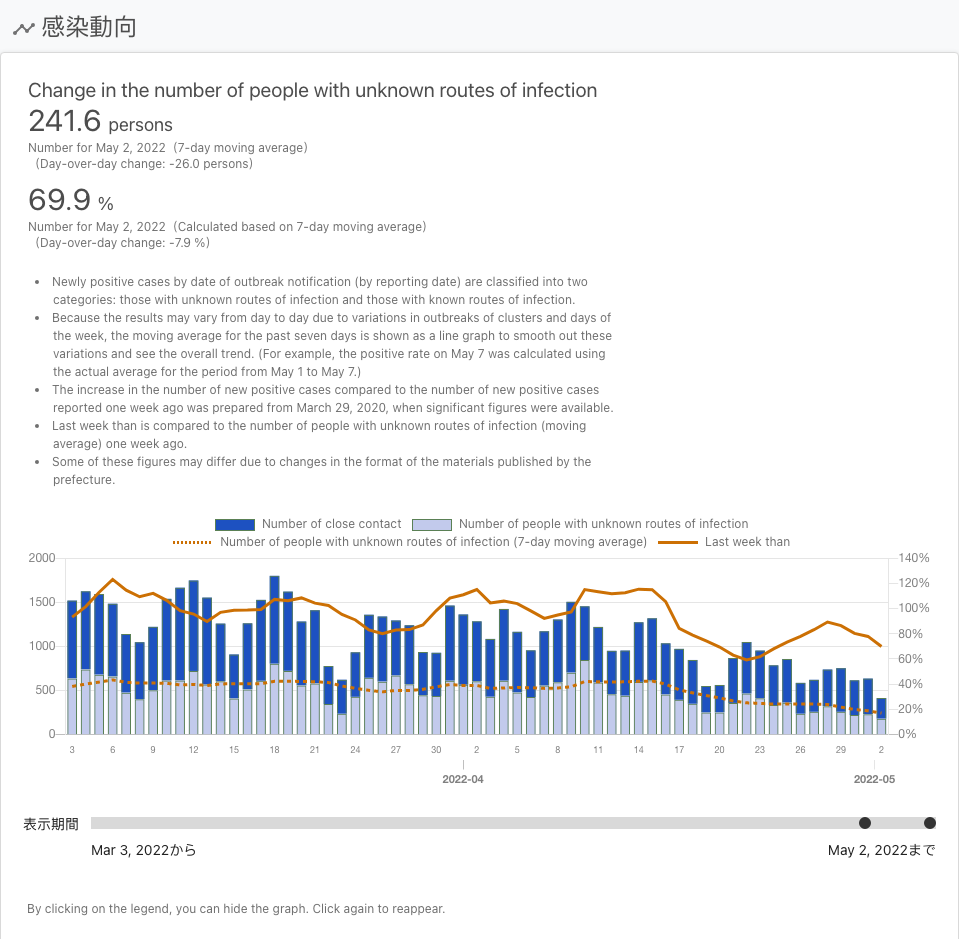 感染動向
Change in the number of people with unknown routes of infection
241.6 persons
Number for May 2, 2022 (7-day moving average)
(Day-over-day change: -26.0 persons)
69.9 %
Number for May 2, 2022 (Calculated based on 7-day moving average)
(Day-over-day change: -7.9 %)
• Newly positive cases by date of outbreak notification (by reporting date) are classified into two
categories: those with unknown routes of infection and those with known routes of infection.
• Because the results may vary from day to day due to variations in outbreaks of clusters and days of
the week, the moving average for the past seven days is shown as a line graph to smooth out these
variations and see the overall trend. (For example, the positive rate on May 7 was calculated using
the actual average for the period from May 1 to May 7.)
• The increase in the number of new positive cases compared to the number of new positive cases
reported one week ago was prepared from March 29, 2020, when significant figures were available.
• Last week than is compared to the number of people with unknown routes of infection (moving
average) one week ago.
• Some of these figures may differ due to changes in the format of the materials published by the
prefecture.
Number of close contact Number of people with unknown routes of infection
Number of people with unknown routes of infection (7-day moving average) Last week than
2000 140%
120%
1500 100%
1000 80%
60%
500 40%
20%
0 0%
3 6 9 12 15 18 21 24 27 30 2 5 8 11 14 17 20 23 26 29 2
2022-04 2022-05
表示期間
Mar 3, 2022から May 2, 2022まで
By clicking on the legend, you can hide the graph. Click again to reappear.